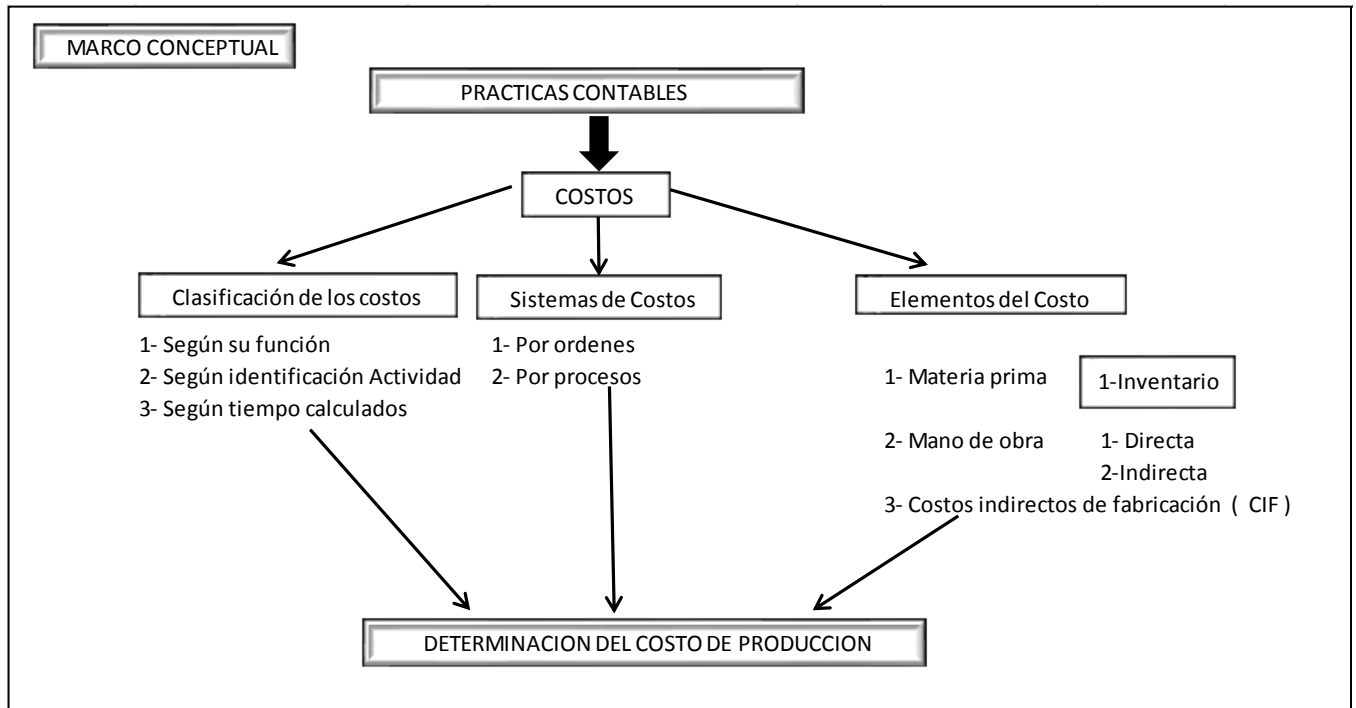 MARCO CONCEPTUAL
PRACTICAS CONTABLES
COSTOS
Clasificación de los costos
1- Según su función
2- Según identificación Actividad
3- Según tiempo calculados
Sistemas de Costos
1- Por ordenes
2- Por procesos
Elementos del Costo
1- Materia prima
1-Inventario
2- Mano de obra
1- Directa
2-Indirecta
3- Costos indirectos de fabricación ( CIF )
DETERMINACION DEL COSTO DE PRODUCCION